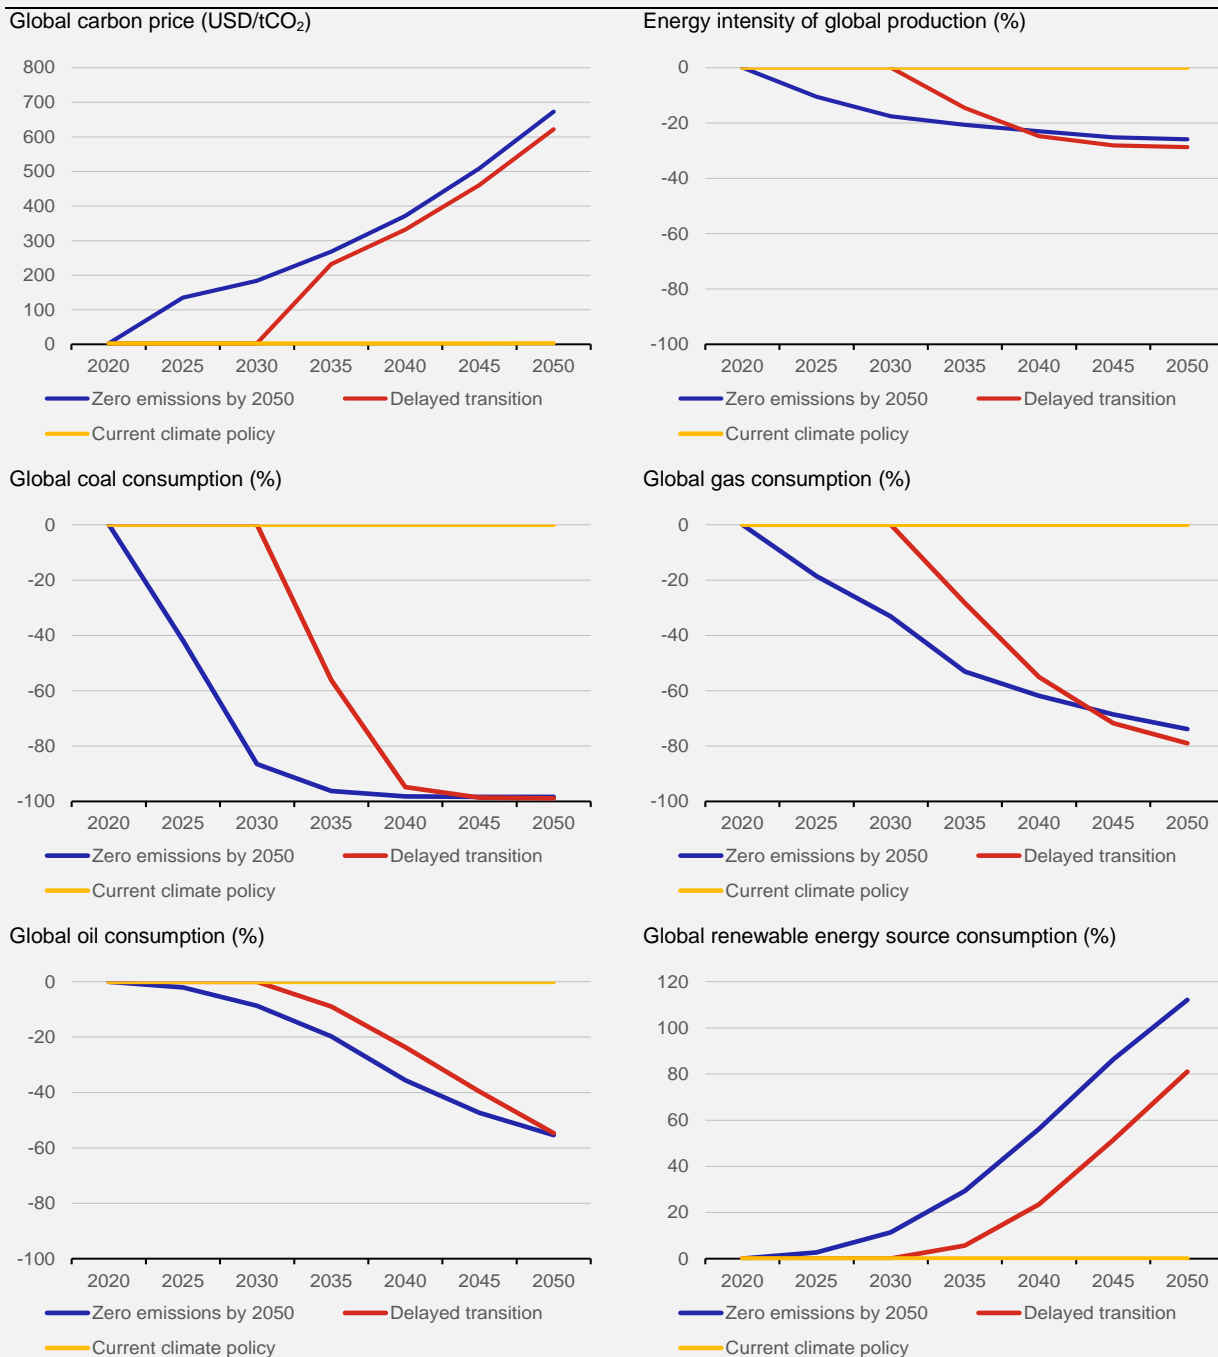 Global carbon price (USD/tCO₂)
800
700
600
500
400
300
200
100
0
2020 2025 2030 2035 2040 2045 2050
Zero emissions by 2050 Delayed transition
Current climate policy
Energy intensity of global production (%)
0
-20
-40
-60
-80
-100
2020 2025 2030 2035 2040 2045 2050
Zero emissions by 2050 Delayed transition
Current climate policy
Global coal consumption (%)
0
-20
-40
-60
-80
-100
2020 2025 2030 2035 2040 2045 2050
Zero emissions by 2050 Delayed transition
Current climate policy
Global gas consumption (%)
0
-20
-40
-60
-80
-100
2020 2025 2030 2035 2040 2045 2050
Zero emissions by 2050 Delayed transition
Current climate policy
Global oil consumption (%)
0
-20
-40
-60
-80
-100
2020 2025 2030 2035 2040 2045 2050
Zero emissions by 2050 Delayed transition
Current climate policy
Global renewable energy source consumption (%)
120
100
80
60
40
20
0
2020 2025 2030 2035 2040 2045 2050
Zero emissions by 2050 Delayed transition
Current climate policy